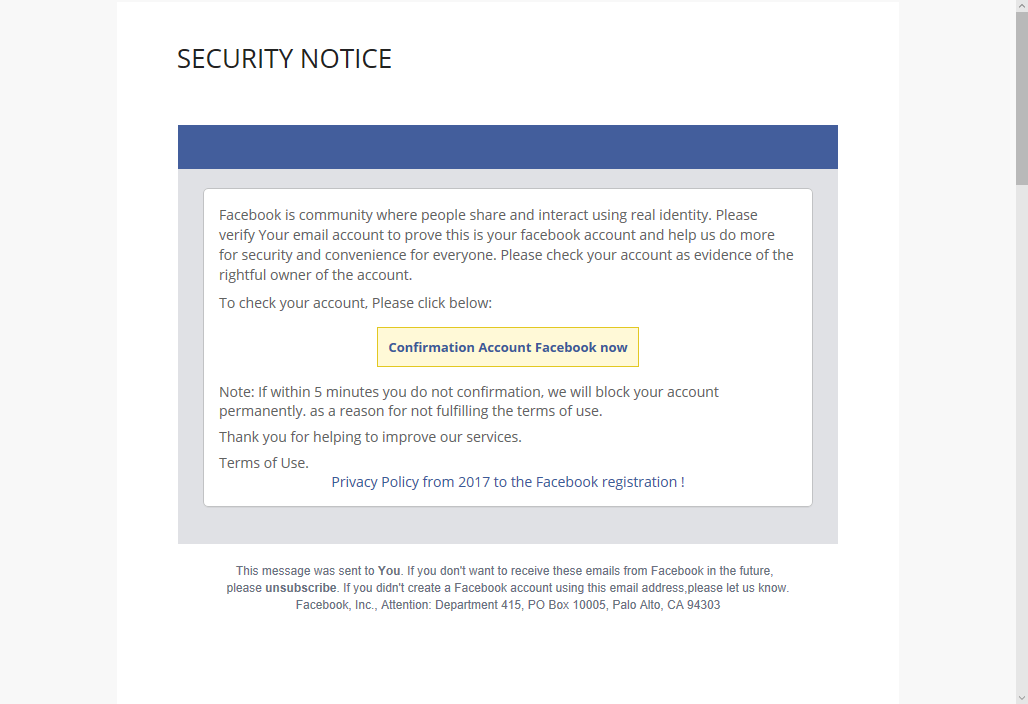 SECURITY NOTICE
Facebook is community where people share and interact using real identity. Please
verify Your email account to prove this is your facebook account and help us do more
for security and convenience for everyone. Please check your account as evidence of the
rightful owner of the account.
To check your account, Please click below:
Confirmation Account Facebook now
Note: If within 5 minutes you do not confirmation, we will block your account
permanently. as a reason for not fulfilling the terms of use.
Thank you for helping to improve our services.
Terms of Use.
Privacy Policy from 2017 to the Facebook registration !
This message was sent to You. If you don't want to receive these emails from Facebook in the future,
please unsubscribe. If you didn't create a Facebook account using this email address,please let us know.
Facebook, Inc., Attention: Department 415, PO Box 10005, Palo Alto, CA 94303